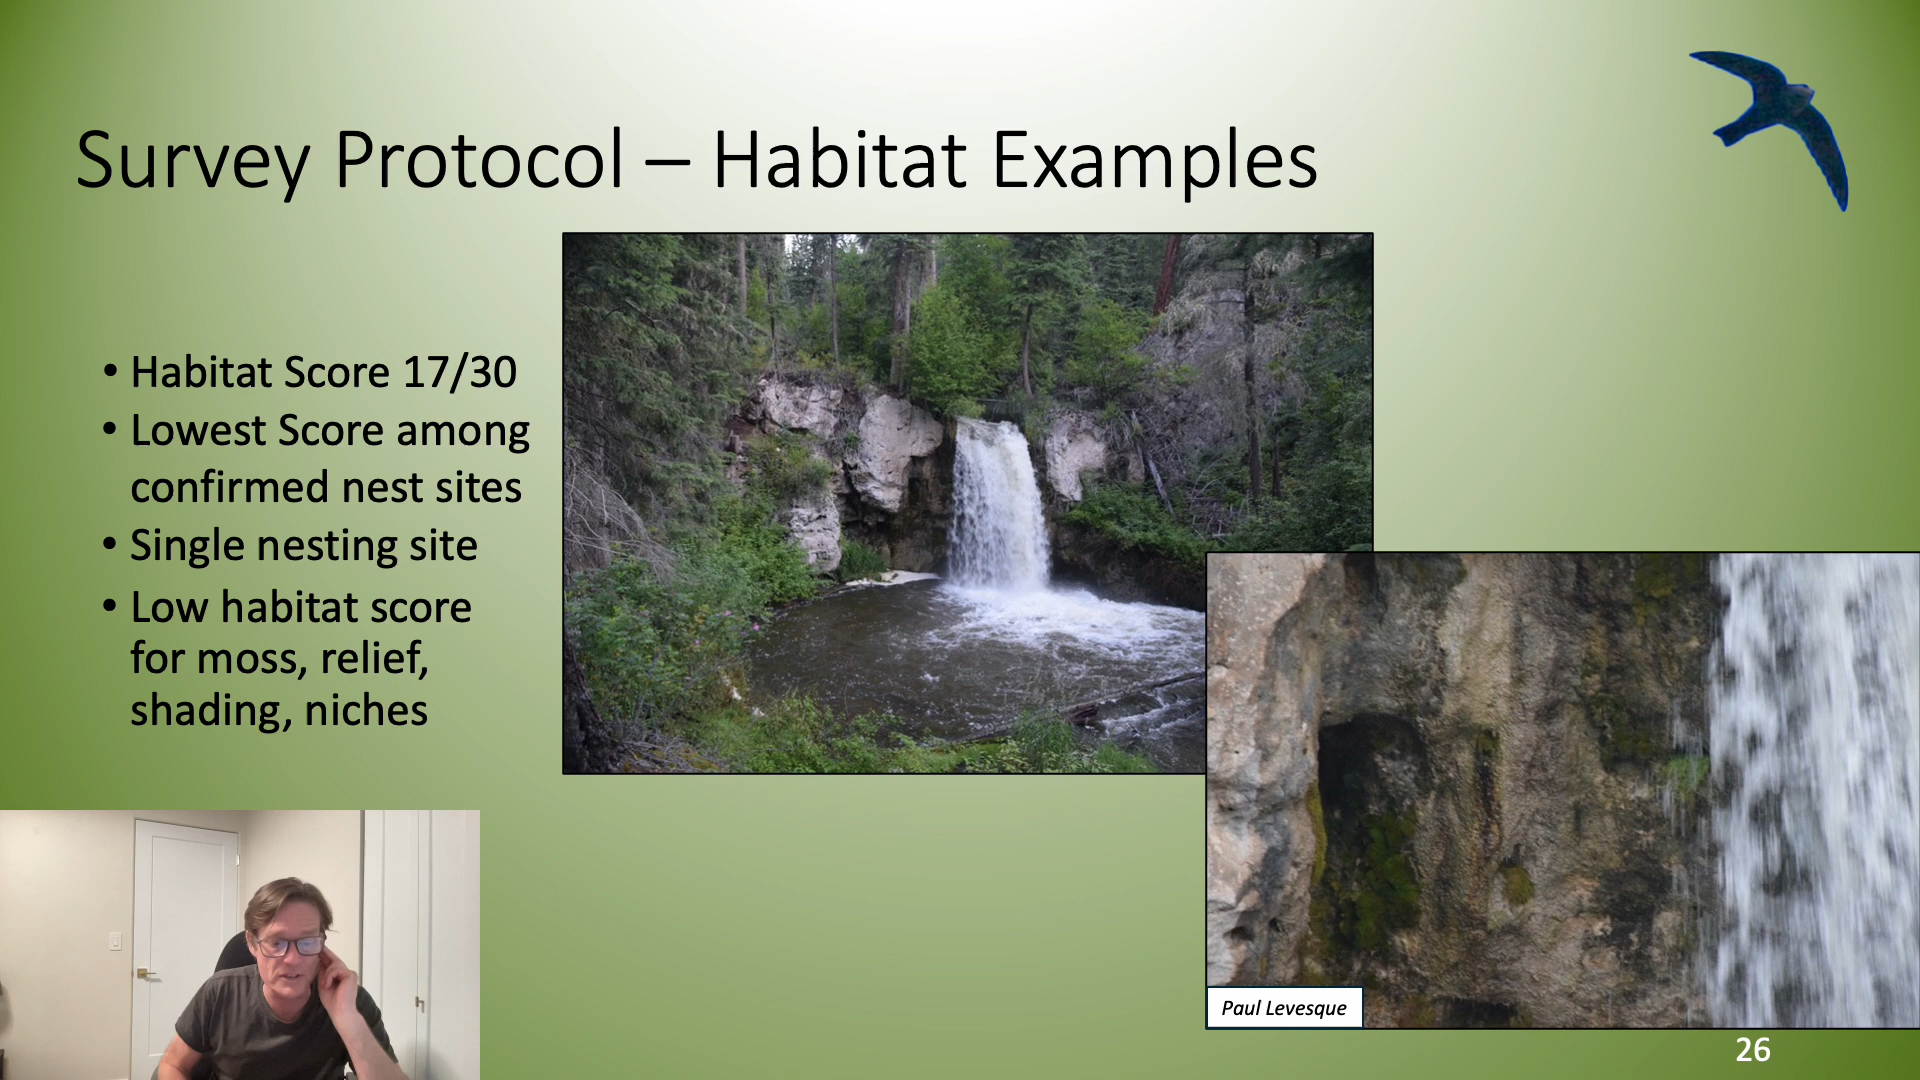 Survey Protocol – Habitat Examples
• Habitat Score 17/30
• Lowest Score among
confirmed nest sites
• Single nesting site
• Low habitat score
for moss, relief,
shading, niches
Paul Levesque
26